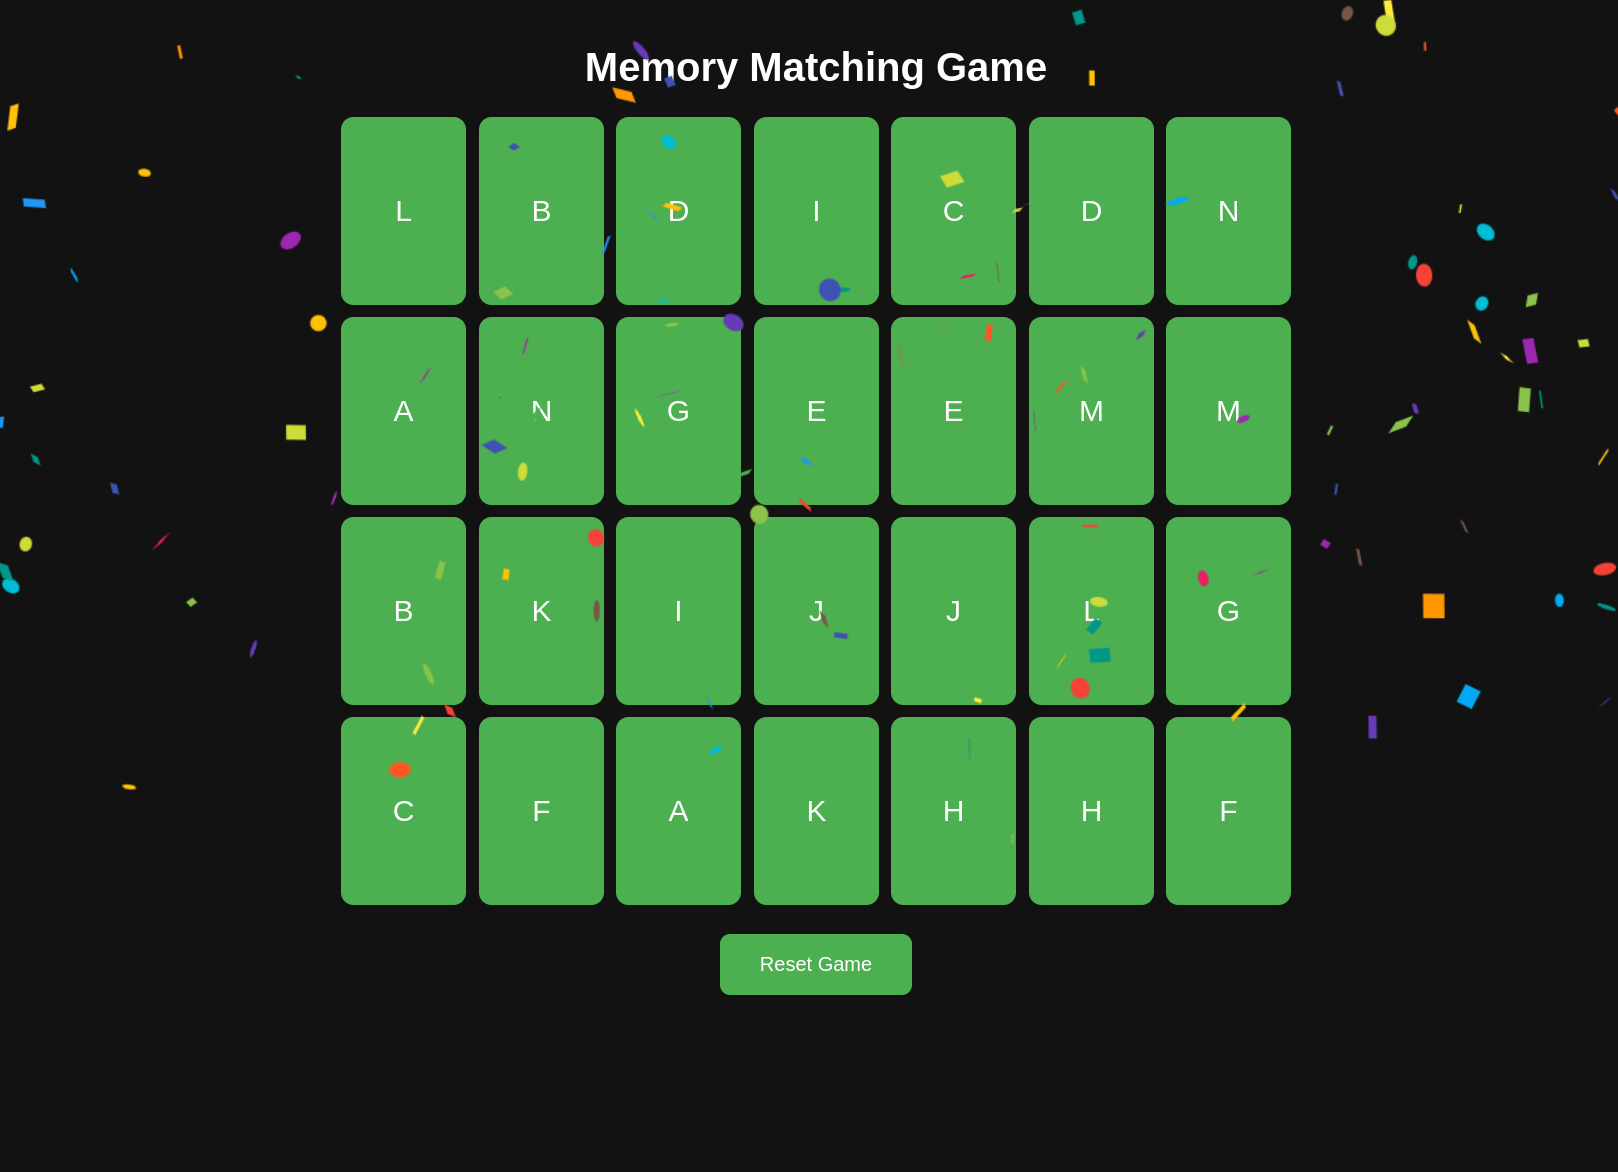 Memory Matching Game
L B D I C D N
A N G E E M M
B K I J J L G
C F A K H H F
Reset Game